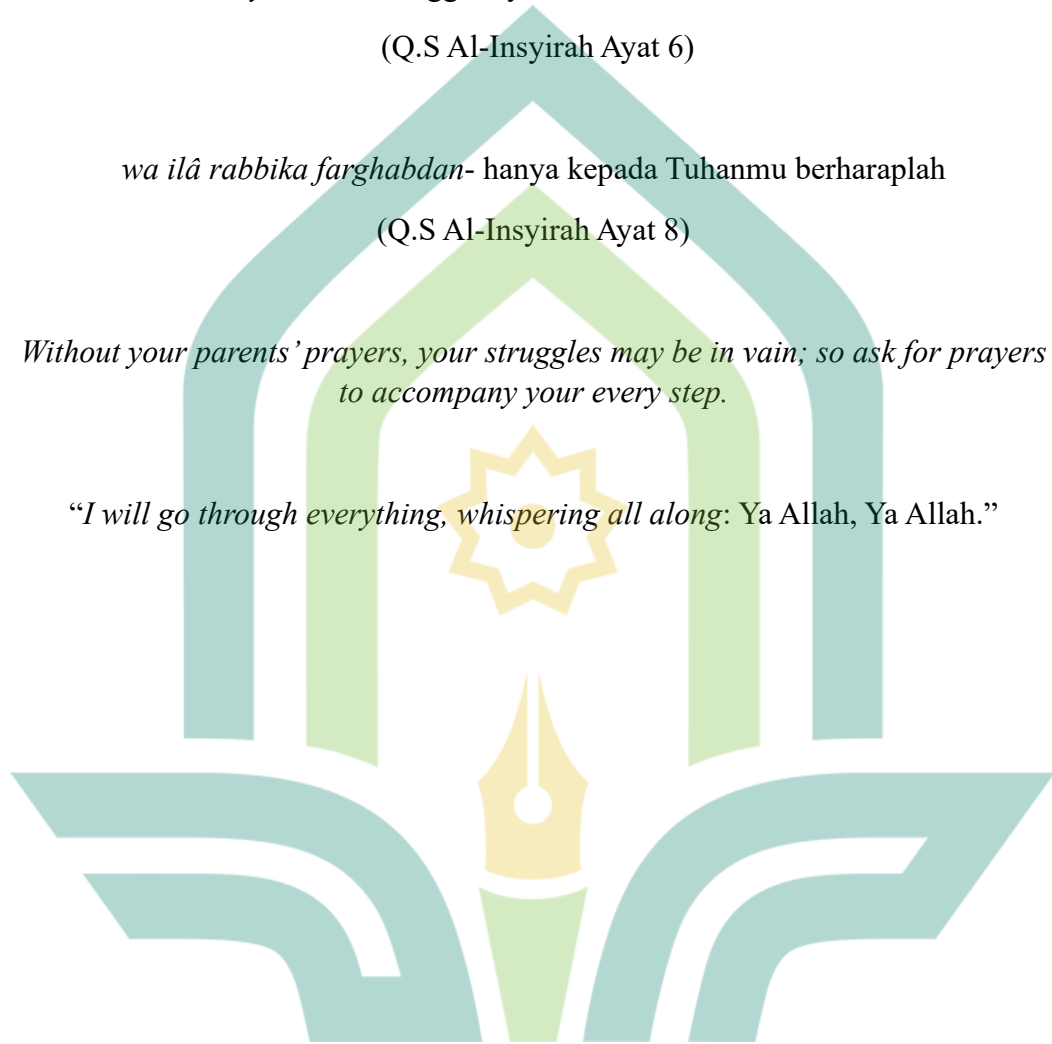 (Q.S Al-Insyirah Ayat 6)
wa ilâ rabbika farghabdan- hanya kepada Tuhanmu berharaplah
(Q.S Al-Insyirah Ayat 8)
Without your parents’ prayers, your struggles may be in vain; so ask for prayers
to accompany your every step.
“I will go through everything, whispering all along: Ya Allah, Ya Allah.”